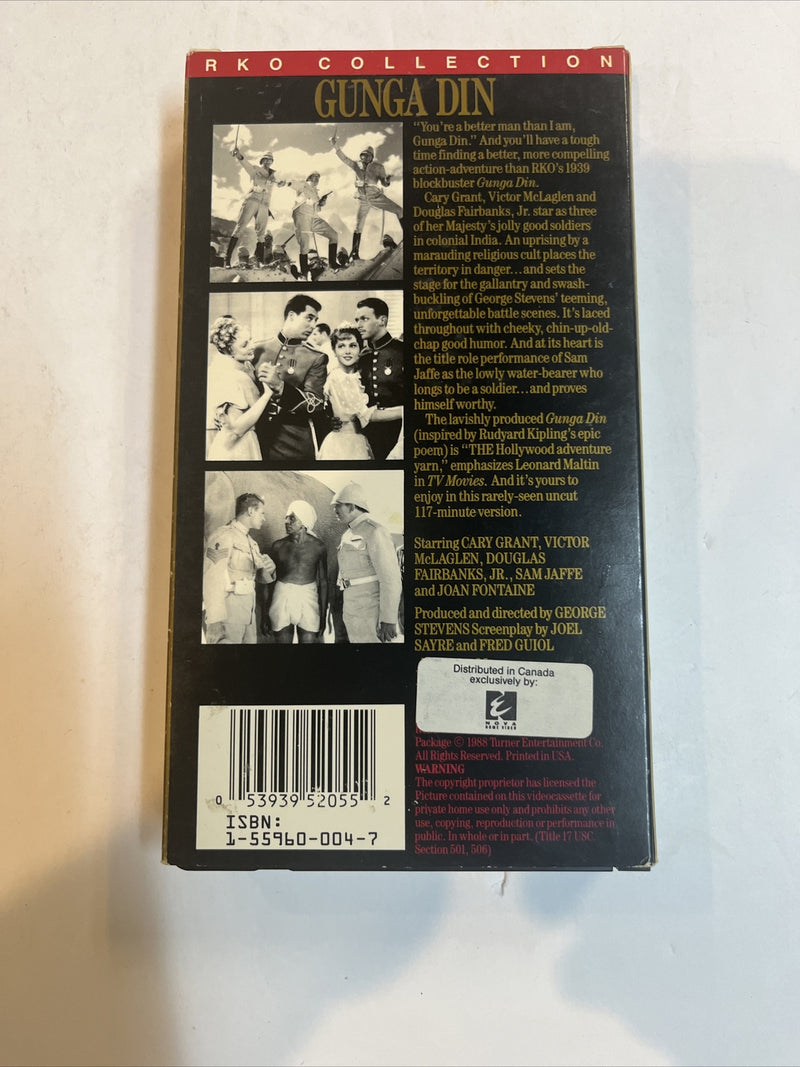 RKO COLLECTION
GUNGA DIN
"You're a better man than I am,
Gunga Din." And you'll have a tough
time finding a better, more compelling
action-adventure than RKO's 1939
blockbuster Gunga Din.
Cary Grant, Victor McLaglen and
Douglas Fairbanks, Jr. star as three
of her Majesty's jolly good soldiers
in colonial India. An uprising by a
marauding religious cult places the
territory in danger...and sets the
stage for the gallantry and swash-
buckling of George Stevens' teeming,
unforgettable battle scenes. It's laced
throughout with cheeky, chin-up-old-
chap good humor. And at its heart is
the title role performance of Sam
Jaffe as the lowly water-bearer who
longs to be a soldier...and proves
himself worthy.
The lavishly produced Gunga Din
(inspired by Rudyard Kipling's epic
poem) is "THE Hollywood adventure
yarn," emphasizes Leonard Maltin
in TV Movies. And it's yours to
enjoy in this rarely-seen uncut
117-minute version.
Starring CARY GRANT, VICTOR
McLAGLEN, DOUGLAS
FAIRBANKS, JR., SAM JAFFE
and JOAN FONTAINE
Produced and directed by GEORGE
STEVENS Screenplay by JOEL
SAYRE and FRED GUIOL
Distributed in Canada
exclusively by:
NOVA
HOME VIDEO
Package © 1988 Turner Entertainment Co.
All Rights Reserved. Printed in USA.
WARNING
The copyright proprietor has licensed the
Picture contained on this videocassette for
private home use only and prohibits any other
use, copying, reproduction or performance in
public. In whole or in part. (Title 17 USC
Section 501, 506)
0 53939 52055 2
ISBN:
1-55960-004-7